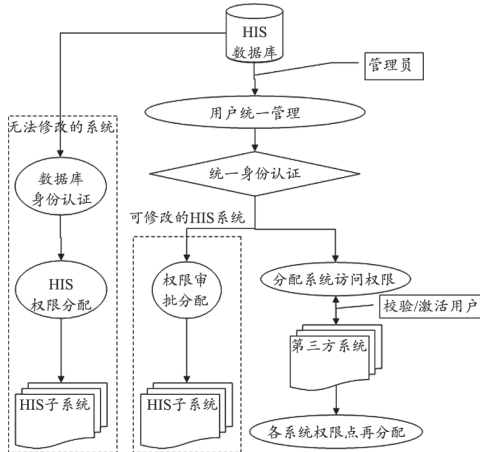 HIS
数据库
管理员
用户统一管理
无法修改的系统
数据库
身份认证
统一身份认证
可修改的HIS系统
HIS
权限分配
权限审
批分配
分配系统访问权限
校验/激活用户
第三方系统
HIS子系统
HIS子系统
各系统权限点再分配